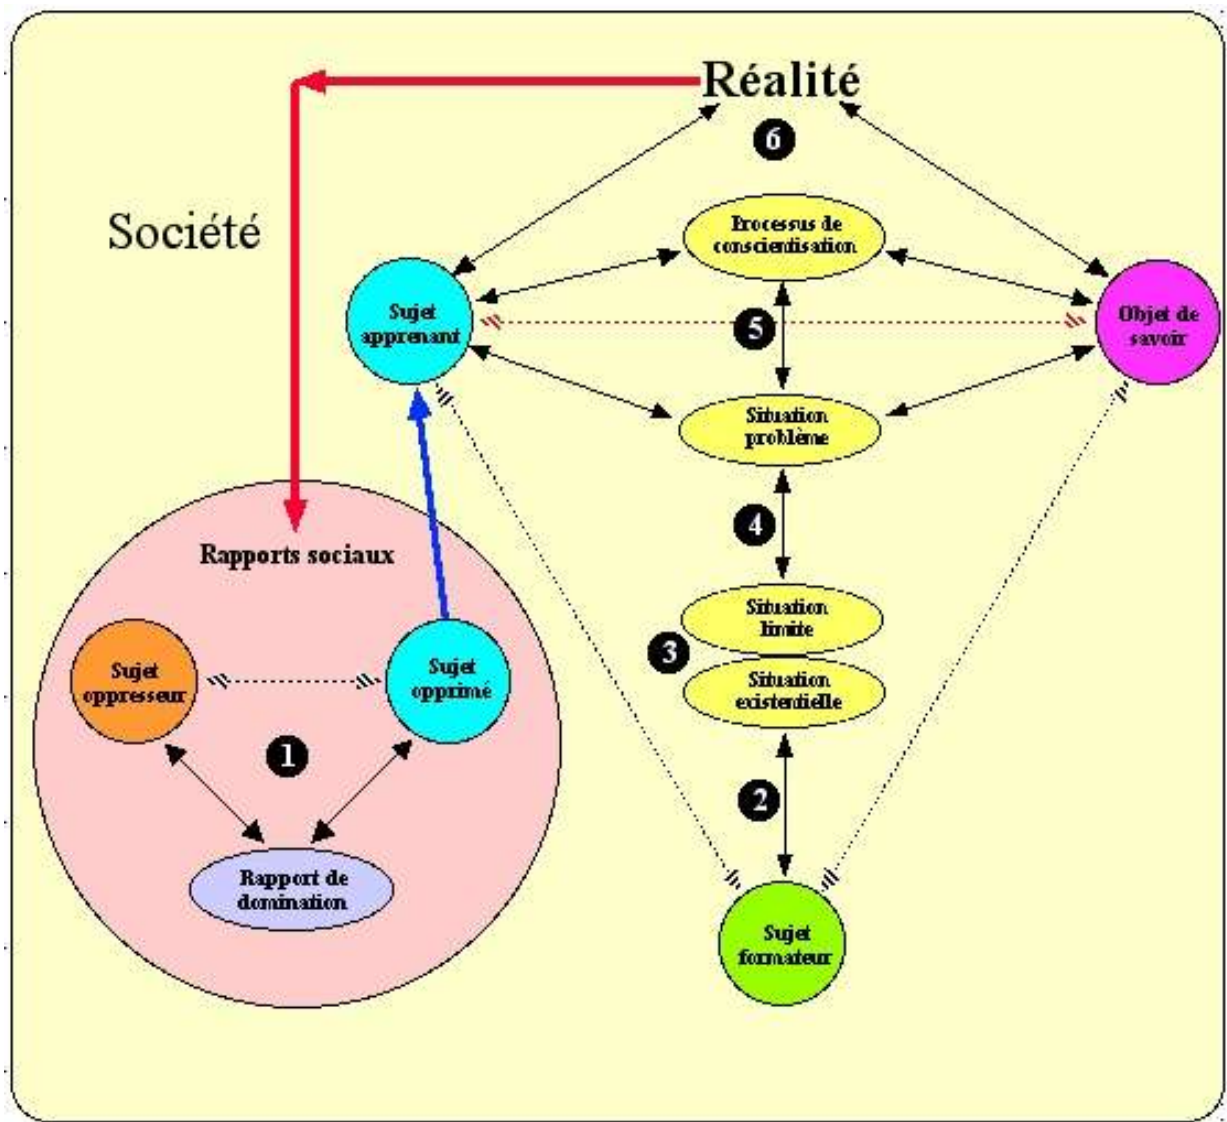 Réalité
6
Société
Processus de
conscientisation
Sujet
apprenant
5
Objet de
savoir
Situation
problème
4
Rapports sociaux
Situation
limite
3
Situation
existentielle
Sujet
oppresseur
Sujet
opprimé
1
2
Rapport de
domination
Sujet
formateur